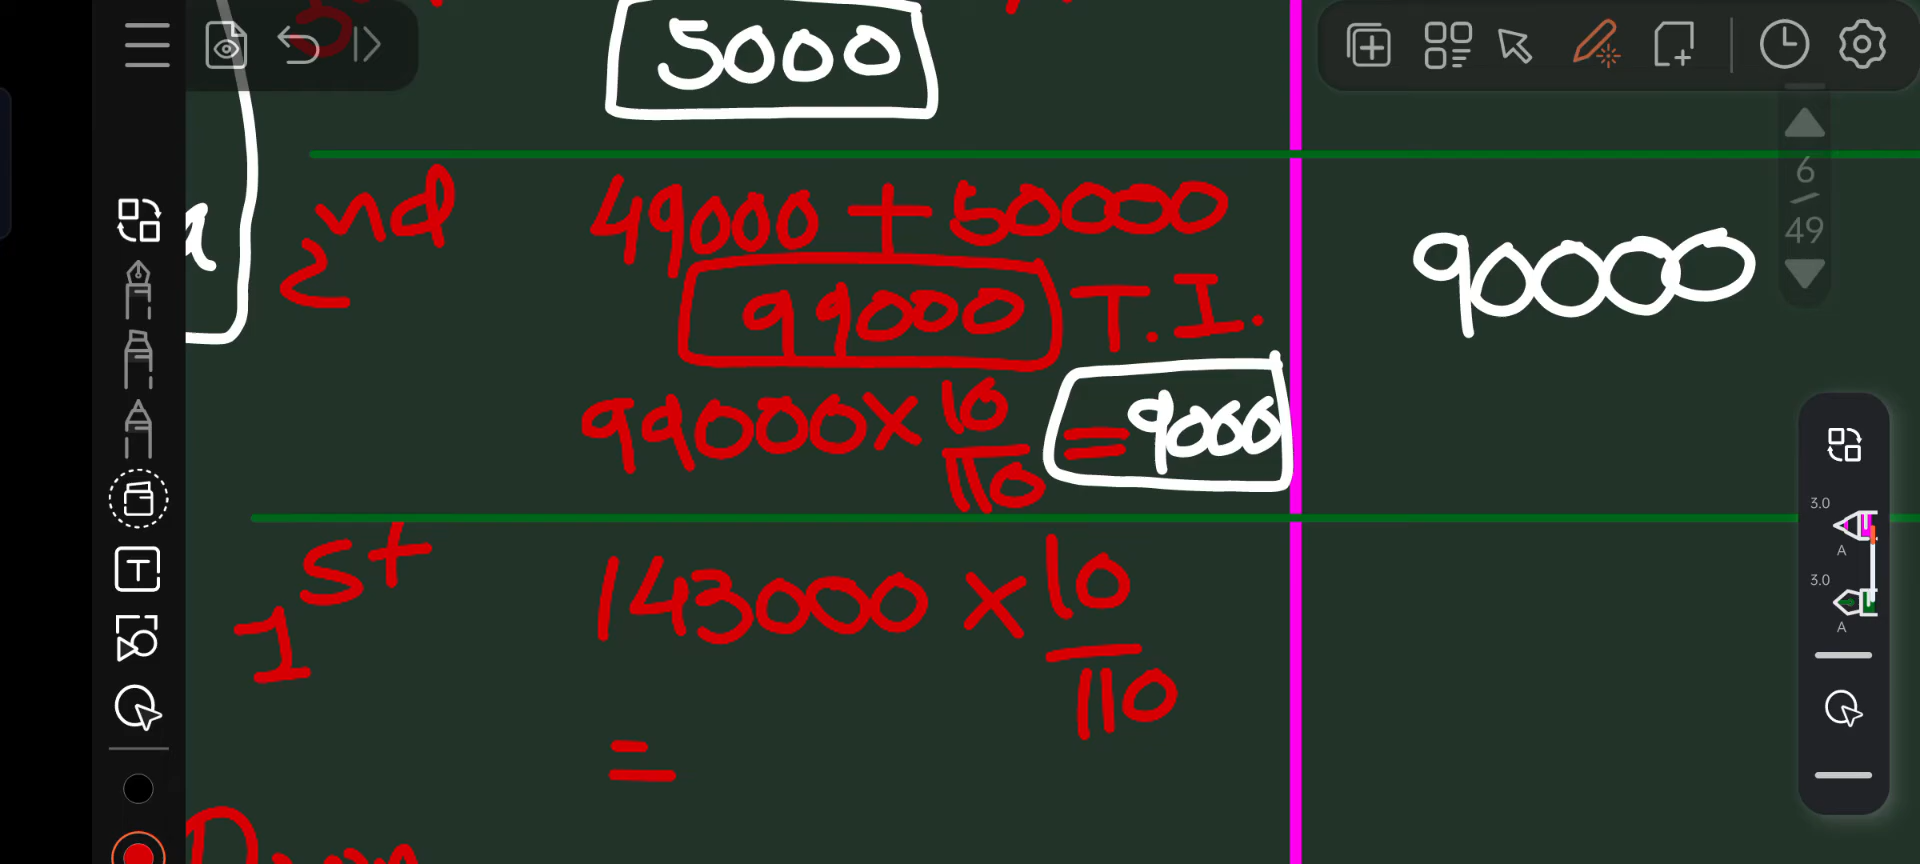 5000
2nd
49000 + 50000
99000 T.I.
99000 × 10/110 = 9000
90000
1st
143000 × 10/110
=
6
49
T
3.0
A
3.0
A